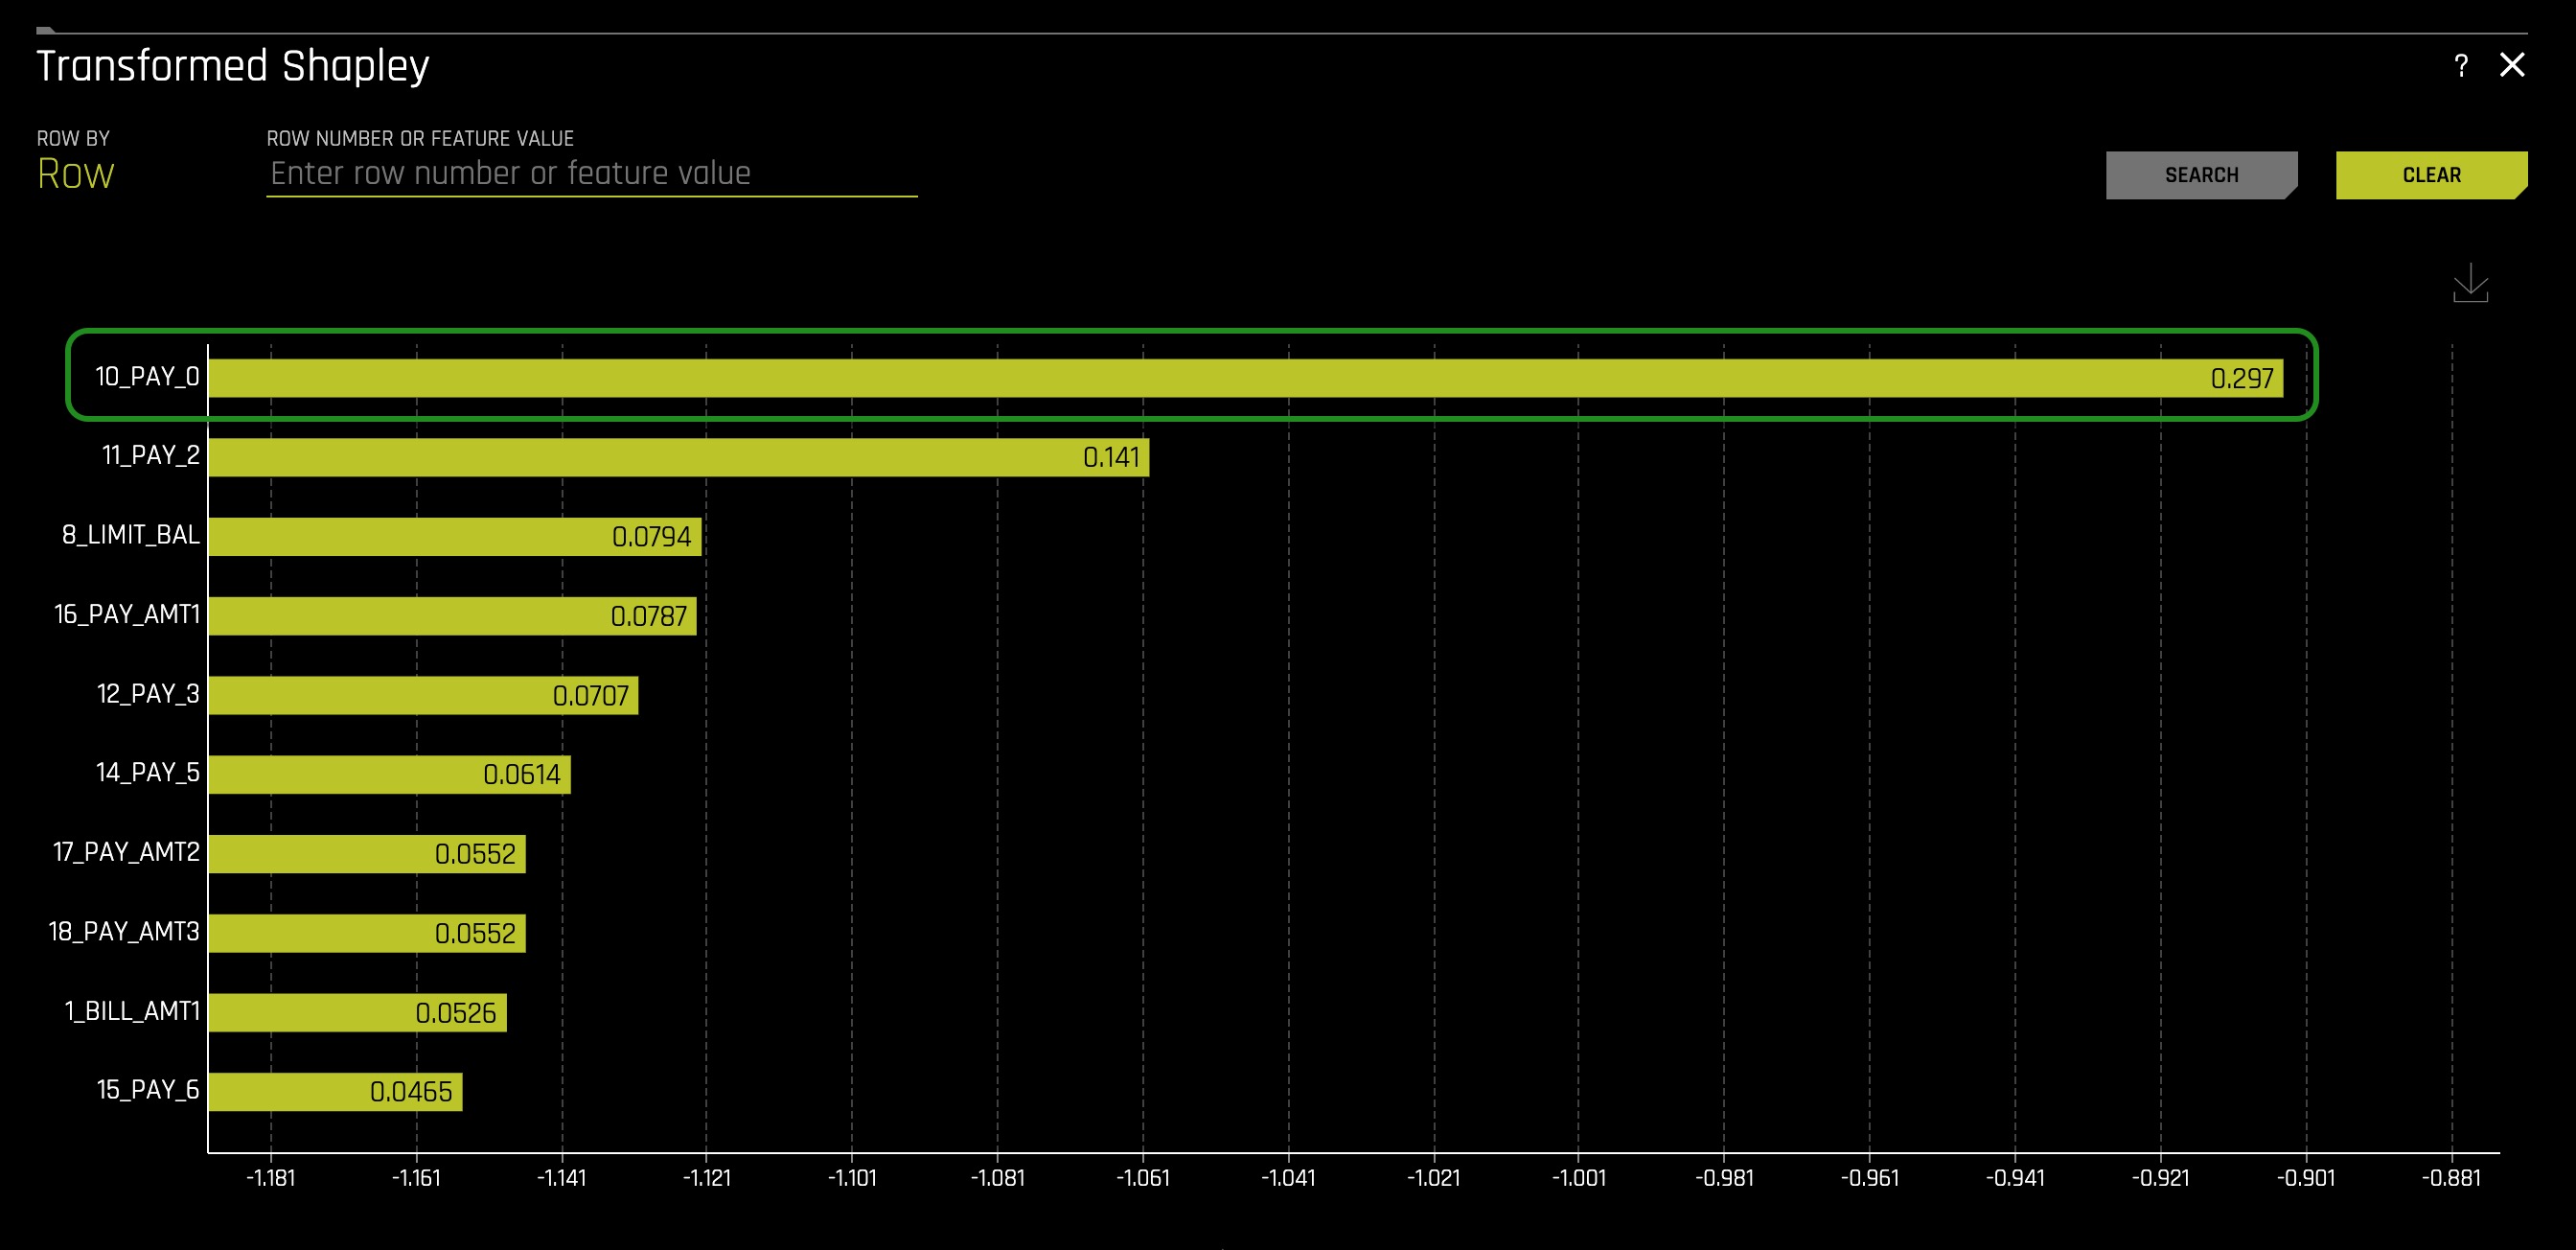 Transformed Shapley
?
ROW BY
Row
ROW NUMBER OR FEATURE VALUE
Enter row number or feature value
SEARCH
CLEAR
10_PAY_0 0.297
11_PAY_2 0.141
8_LIMIT_BAL 0.0794
16_PAY_AMT1 0.0787
12_PAY_3 0.0707
14_PAY_5 0.0614
17_PAY_AMT2 0.0552
18_PAY_AMT3 0.0552
1_BILL_AMT1 0.0526
15_PAY_6 0.0465
-1.181 -1.161 -1.141 -1.121 -1.101 -1.081 -1.061 -1.041 -1.021 -1.001 -0.981 -0.961 -0.941 -0.921 -0.901 -0.881